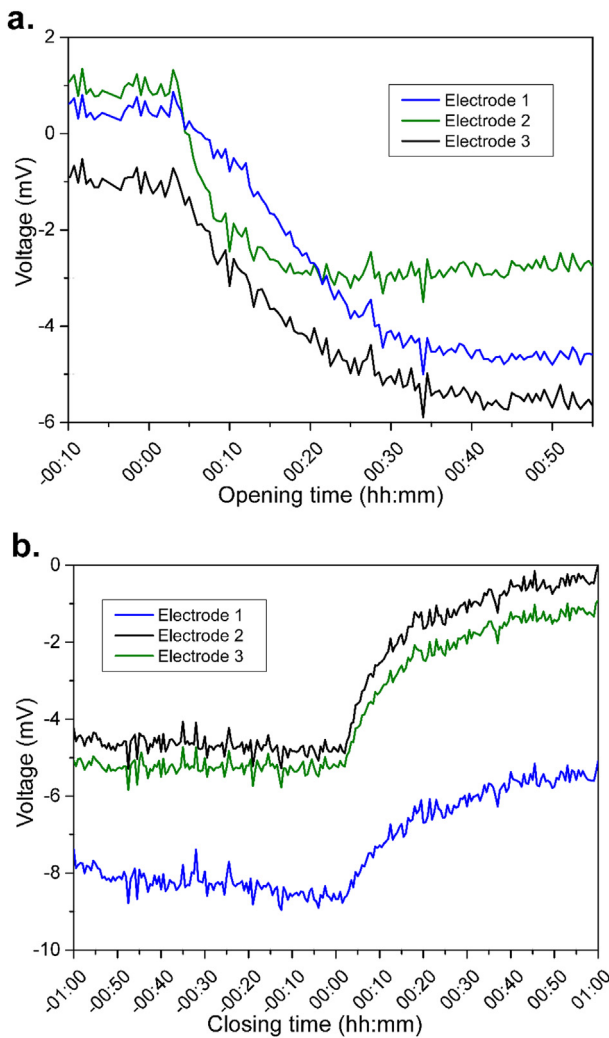 a.
2
0
-2
-4
-6
Voltage (mV)
Electrode 1
Electrode 2
Electrode 3
-00:10
00:00
00:10
00:20
00:30
00:40
00:50
Opening time (hh:mm)
b.
0
-2
-4
-6
-8
-10
Voltage (mV)
Electrode 1
Electrode 2
Electrode 3
-01:00
-00:50
-00:40
-00:30
-00:20
-00:10
00:00
00:10
00:20
00:30
00:40
00:50
01:00
Closing time (hh:mm)